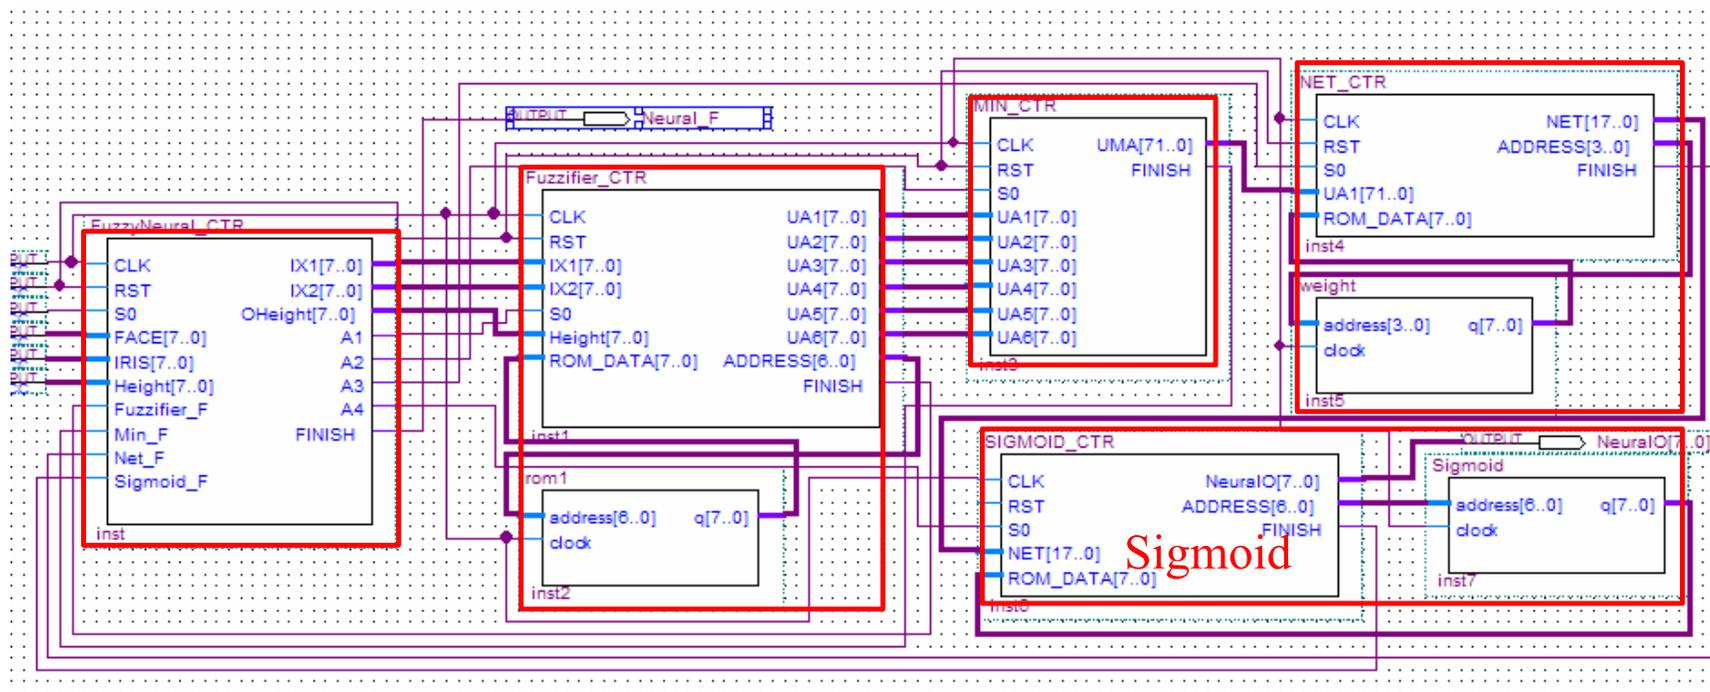 OUTPUT
Neural_F
FuzzyNeural_CTR
PUT
PUT
PUT
PUT
PUT
PUT
CLK
RST
S0
FACE[7..0]
IRIS[7..0]
Height[7..0]
Fuzzifier_F
Min_F
Net_F
Sigmoid_F
IX1[7..0]
IX2[7..0]
OHeight[7..0]
A1
A2
A3
A4
FINISH
inst
Fuzzifier_CTR
CLK
RST
IX1[7..0]
IX2[7..0]
S0
Height[7..0]
ROM_DATA[7..0]
UA1[7..0]
UA2[7..0]
UA3[7..0]
UA4[7..0]
UA5[7..0]
UA6[7..0]
ADDRESS[6..0]
FINISH
inst1
rom1
address[6..0]
q[7..0]
clock
inst2
MIN_CTR
CLK
RST
S0
UA1[7..0]
UA2[7..0]
UA3[7..0]
UA4[7..0]
UA5[7..0]
UA6[7..0]
UMA[71..0]
FINISH
inst3
NET_CTR
CLK
RST
S0
UA1[71..0]
ROM_DATA[7..0]
NET[17..0]
ADDRESS[3..0]
FINISH
inst4
weight
address[3..0]
q[7..0]
clock
inst5
SIGMOID_CTR
CLK
RST
S0
NET[17..0]
ROM_DATA[7..0]
NeuralO[7..0]
ADDRESS[6..0]
FINISH
Sigmoid
inst6
OUTPUT
NeuralO[7..0]
Sigmoid
address[6..0]
q[7..0]
clock
inst7